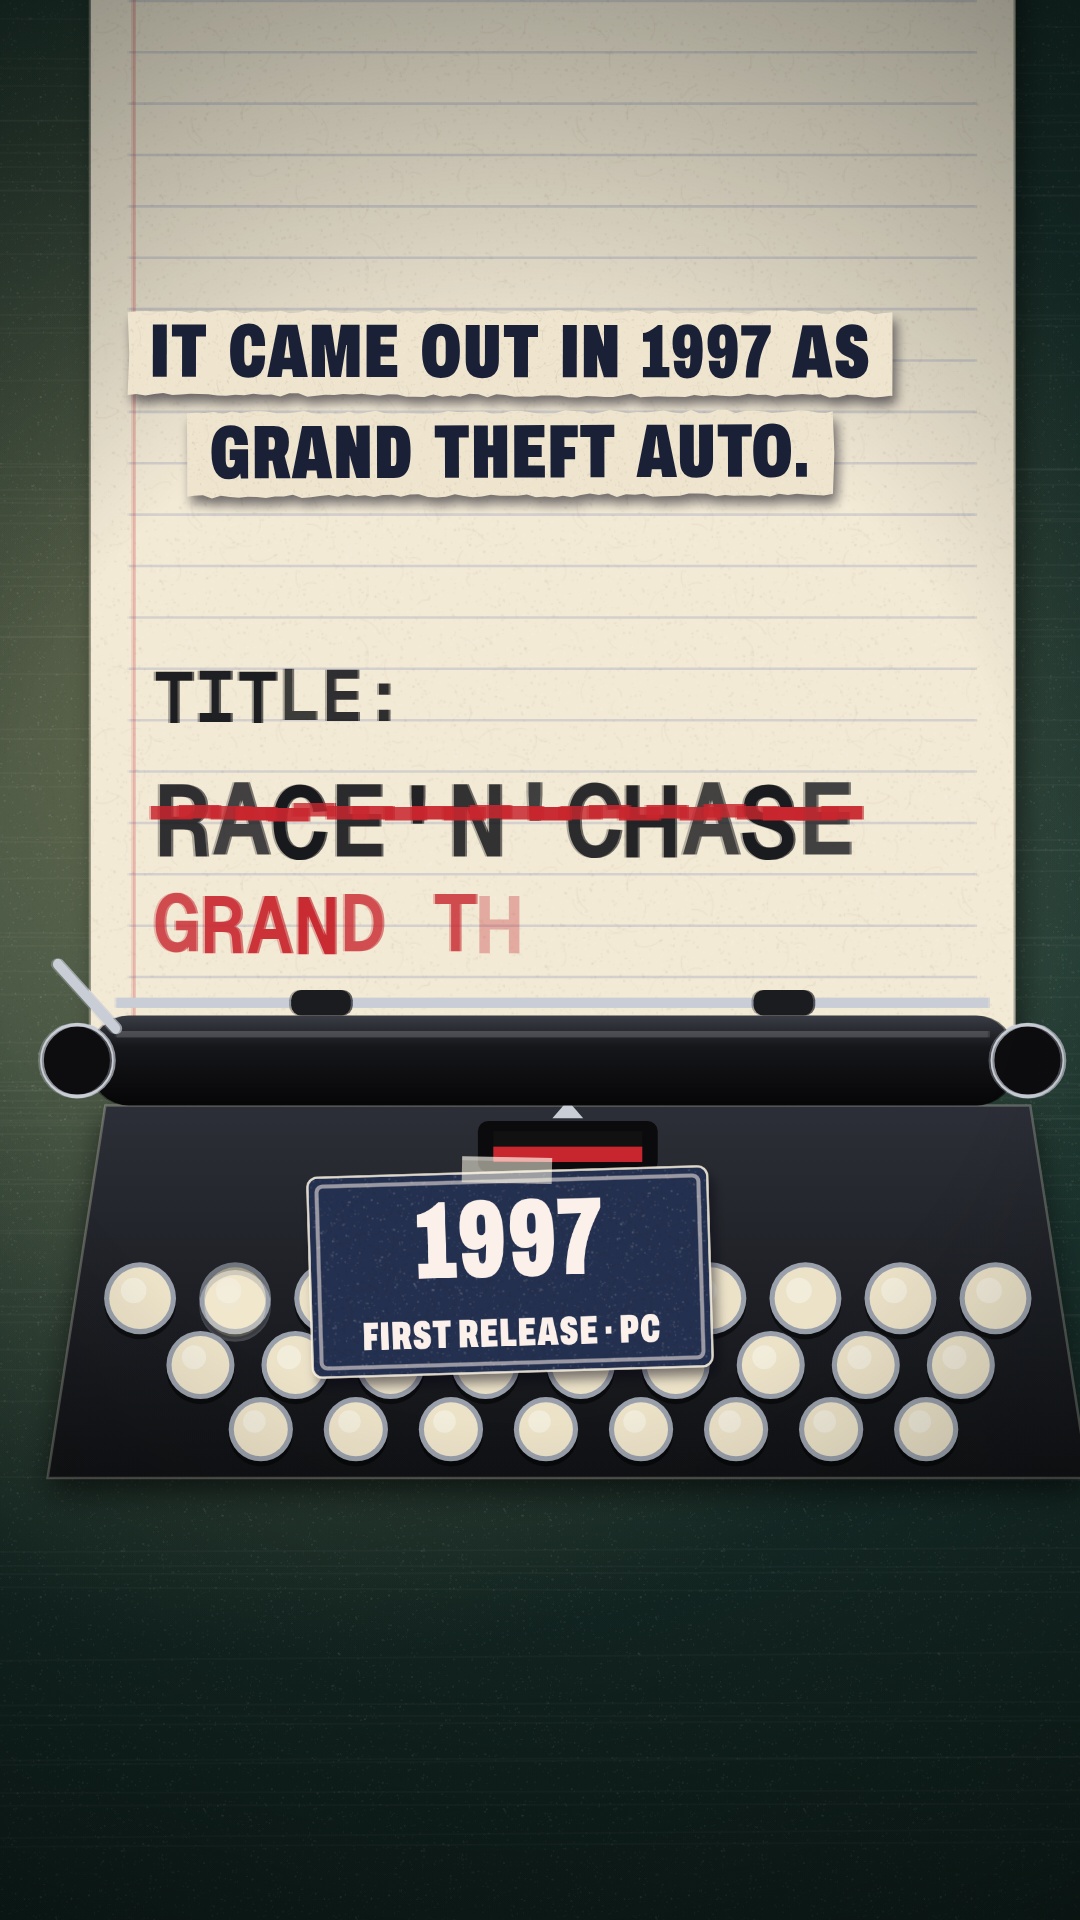 IT CAME OUT IN 1997 AS
GRAND THEFT AUTO.
TITLE:
RACE'N'CHASE
GRAND TH
1997
FIRST RELEASE · PC